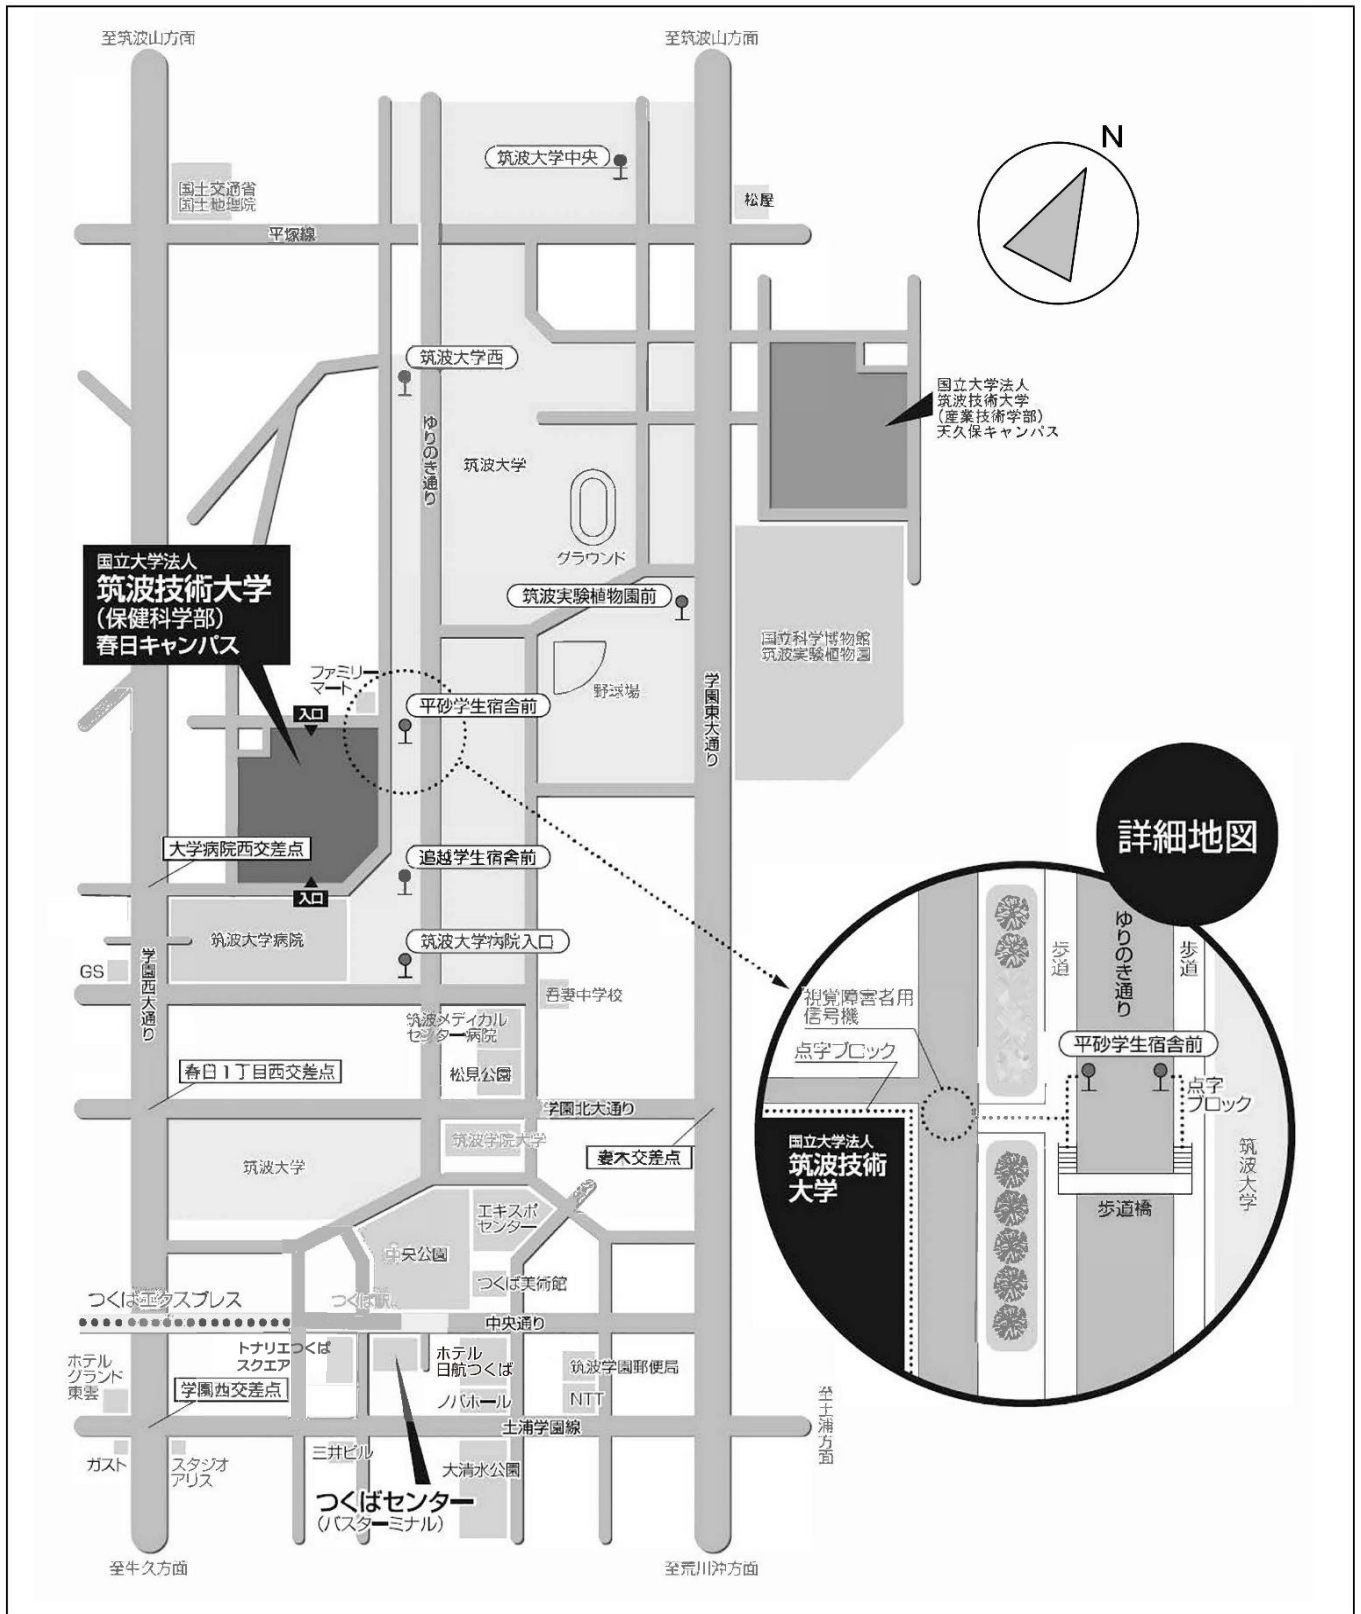 至筑波山方面
至筑波山方面
N
筑波大学中央
国土交通省
国土地理院
松屋
平塚線
筑波大学西
国立大学法人
筑波技術大学
(産業技術学部)
天久保キャンパス
ゆりのき通り
筑波大学
グラウンド
国立大学法人
筑波技術大学
(保健科学部)
春日キャンパス
筑波実験植物園前
国立科学博物館
筑波実験植物園
ファミリー
マート
野球場
学園東大通り
入口
平砂学生宿舎前
詳細地図
大学病院西交差点
追越学生宿舎前
入口
筑波大学病院
筑波大学病院入口
GS
学園西大通り
吾妻中学校
筑波メディカル
センター病院
松見公園
春日1丁目西交差点
学園北大通り
筑波学院大学
妻木交差点
筑波大学
エキスポ
センター
中央公園
つくば美術館
つくばエクスプレス
つくば駅
中央通り
トナリエつくば
スクエア
ホテル
日航つくば
筑波学園郵便局
ホテル
グランド
東雲
学園西交差点
ノバホール
NTT
土浦学園線
至土浦方面
ガスト
スタジオ
アリス
三井ビル
大清水公園
つくばセンター
(バスターミナル)
至牛久方面
至荒川沖方面
歩道
ゆりのき通り
歩道
視覚障害者用
信号機
点字ブロック
平砂学生宿舎前
点字
ブロック
国立大学法人
筑波技術
大学
筑波大学
歩道橋